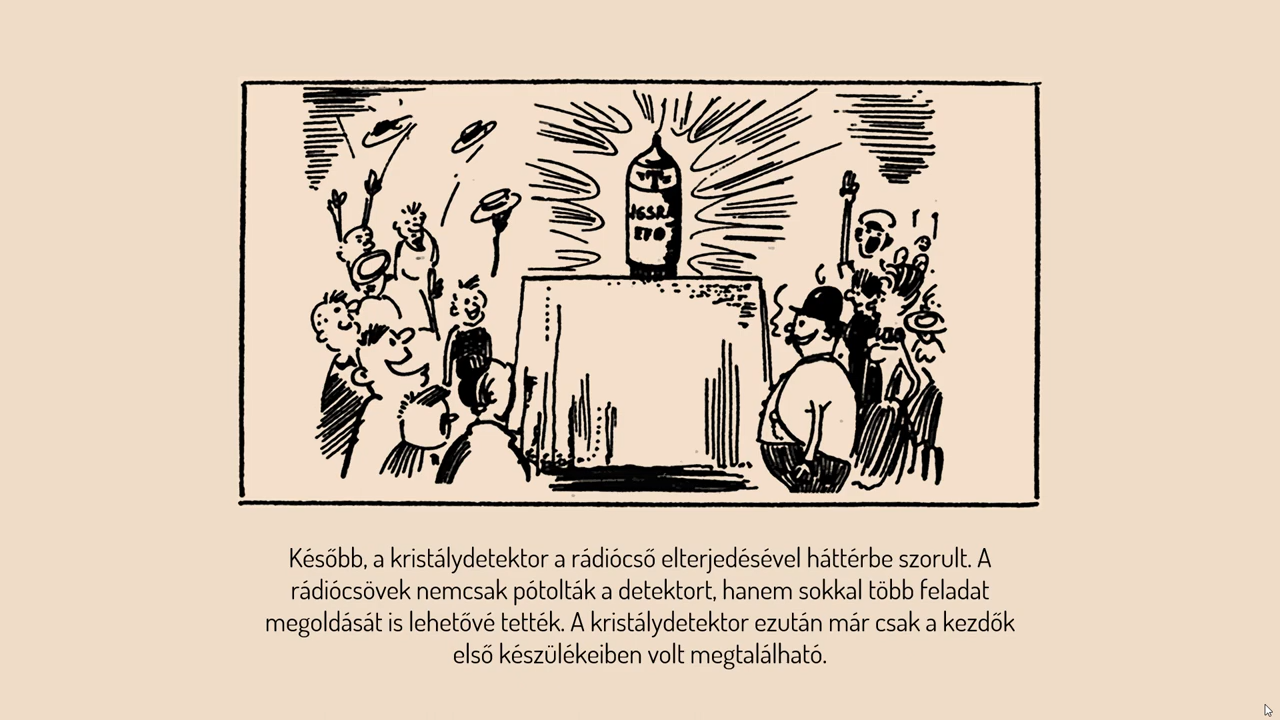 Később, a kristálydetektor a rádiócső elterjedésével háttérbe szorult. A
rádiócsövek nemcsak pótolták a detektort, hanem sokkal több feladat
megoldását is lehetővé tették. A kristálydetektor ezután már csak a kezdők
első készülékeiben volt megtalálható.